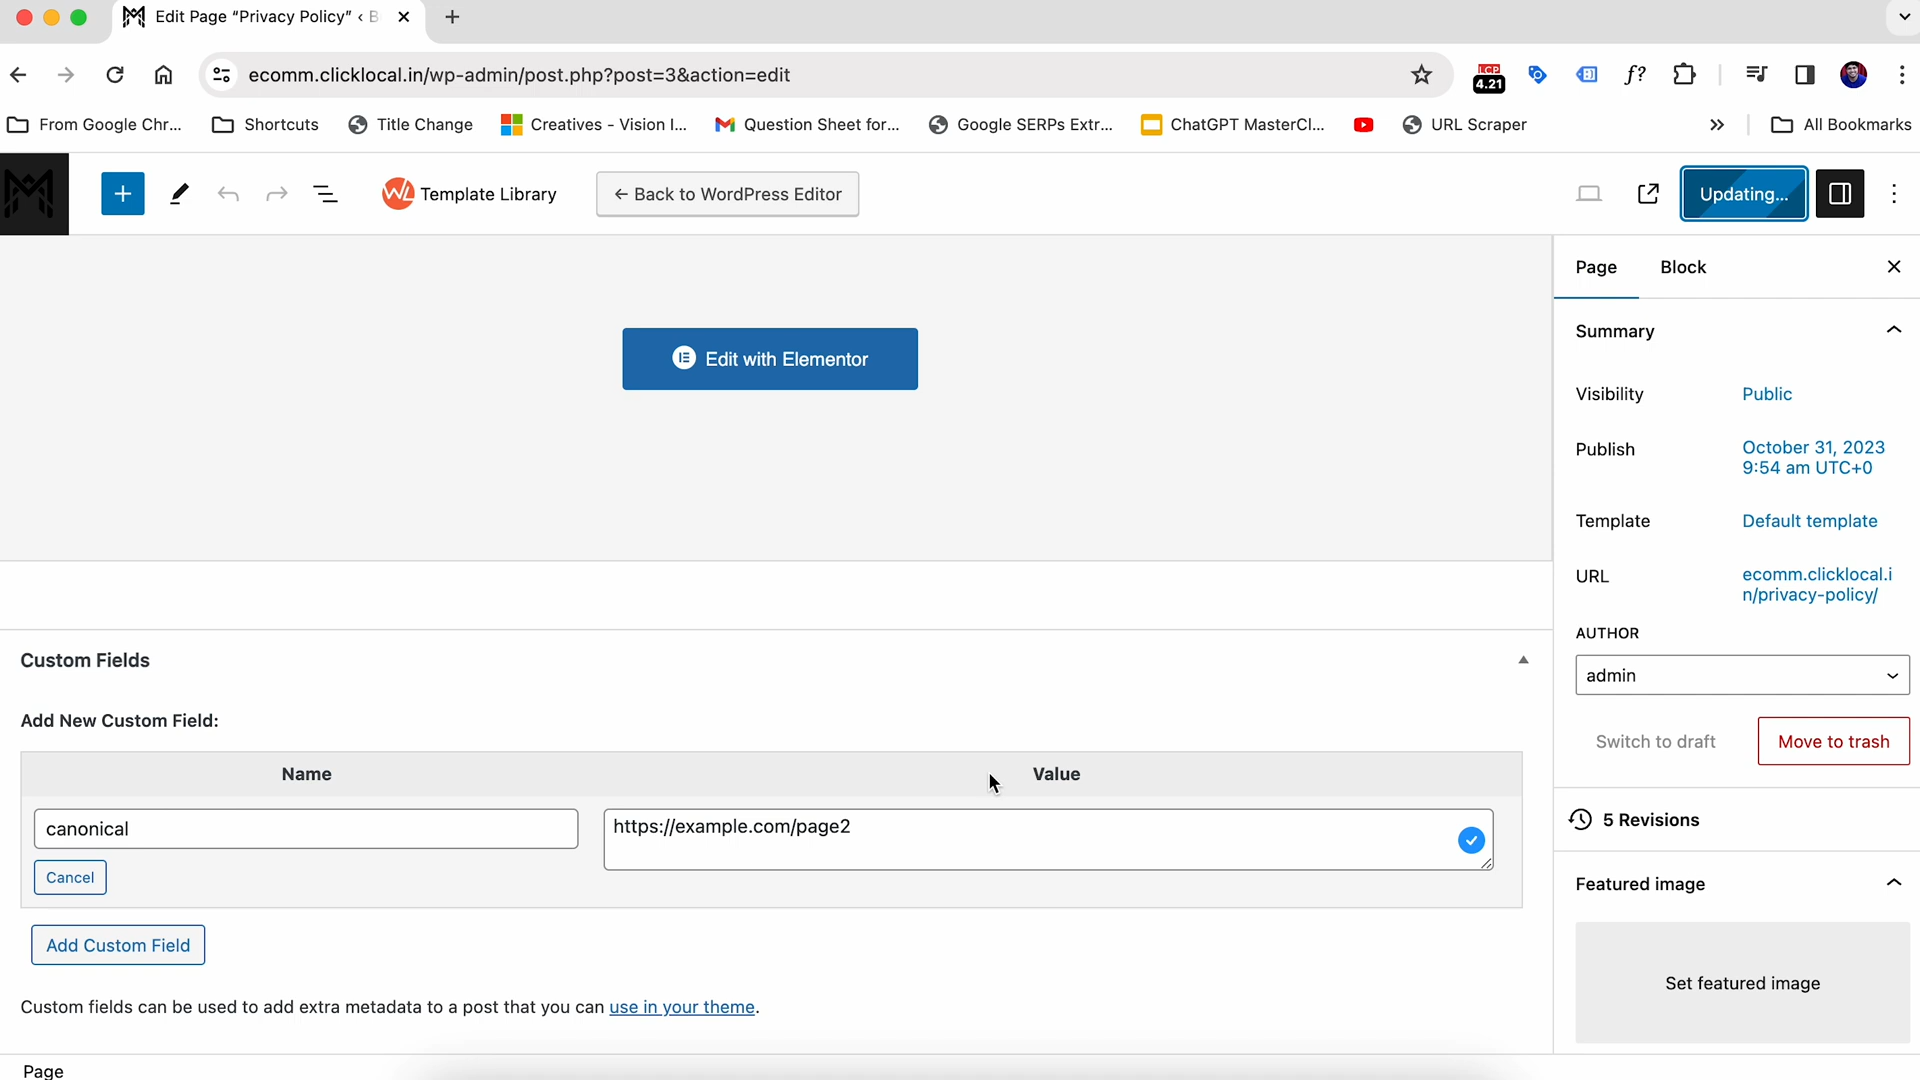 Edit Page “Privacy Policy” ‹ B
ecomm.clicklocal.in/wp-admin/post.php?post=3&action=edit
LCP
4.21
f?
From Google Chr...
Shortcuts
Title Change
Creatives - Vision I...
Question Sheet for...
Google SERPs Extr...
ChatGPT MasterCl...
URL Scraper
All Bookmarks
Template Library
← Back to WordPress Editor
Updating...
Page
Block
Summary
Edit with Elementor
Visibility
Public
Publish
October 31, 2023
9:54 am UTC+0
Template
Default template
URL
ecomm.clicklocal.i
n/privacy-policy/
AUTHOR
admin
Switch to draft
Move to trash
5 Revisions
Featured image
Set featured image
Custom Fields
Add New Custom Field:
Name
Value
canonical
https://example.com/page2
Cancel
Add Custom Field
Custom fields can be used to add extra metadata to a post that you can use in your theme.
Page